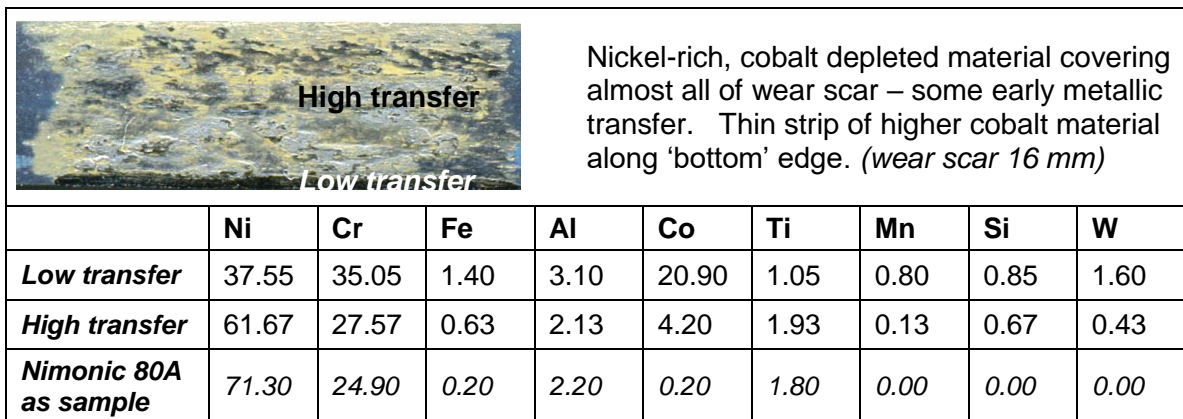 High transfer
Low transfer
Nickel-rich, cobalt depleted material covering
almost all of wear scar – some early metallic
transfer. Thin strip of higher cobalt material
along ‘bottom’ edge. (wear scar 16 mm)
Ni Cr Fe Al Co Ti Mn Si W
Low transfer 37.55 35.05 1.40 3.10 20.90 1.05 0.80 0.85 1.60
High transfer 61.67 27.57 0.63 2.13 4.20 1.93 0.13 0.67 0.43
Nimonic 80A
as sample 71.30 24.90 0.20 2.20 0.20 1.80 0.00 0.00 0.00